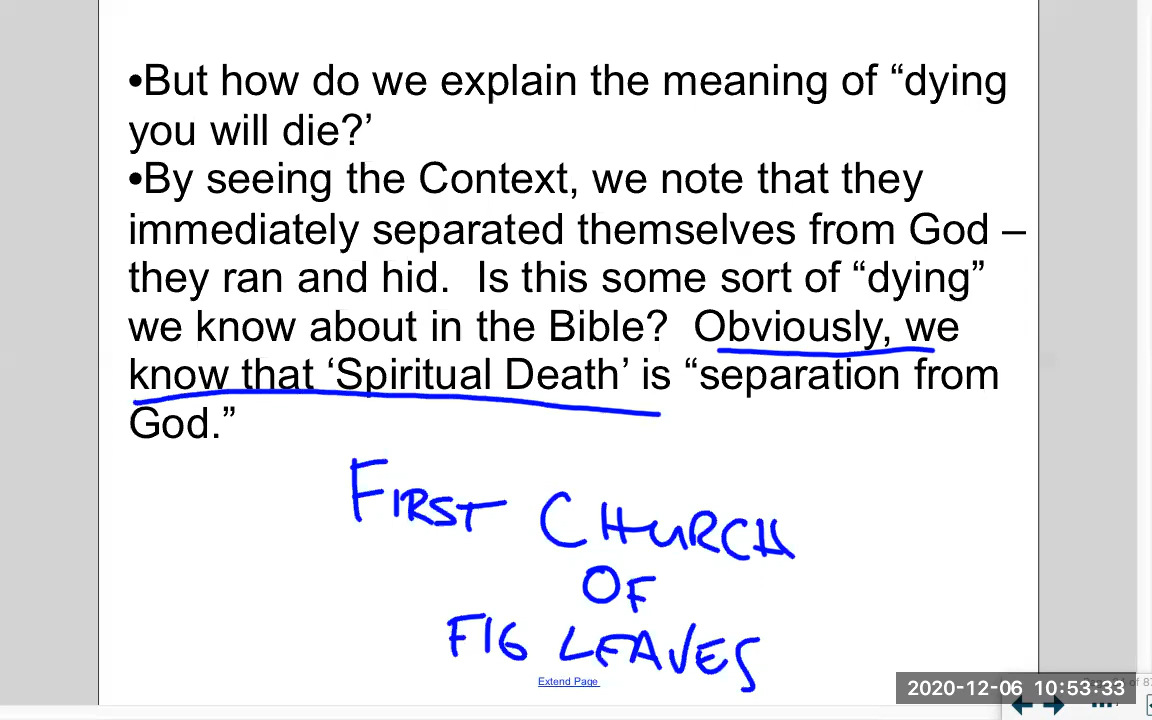 •But how do we explain the meaning of “dying
you will die?’
•By seeing the Context, we note that they
immediately separated themselves from God –
they ran and hid.  Is this some sort of “dying”
we know about in the Bible?  Obviously, we
know that ‘Spiritual Death’ is “separation from
God.”
FIRST CHURCH
OF
FIG LEAVES
Extend Page
2020-12-06 10:53:33